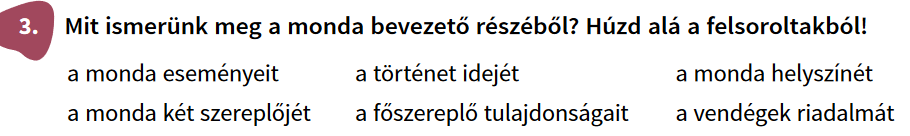 3. Mit ismerünk meg a monda bevezető részéből? Húzd alá a felsoroltakból!
a monda eseményeit a történet idejét a monda helyszínét
a monda két szereplőjét a főszereplő tulajdonságait a vendégek riadalmát